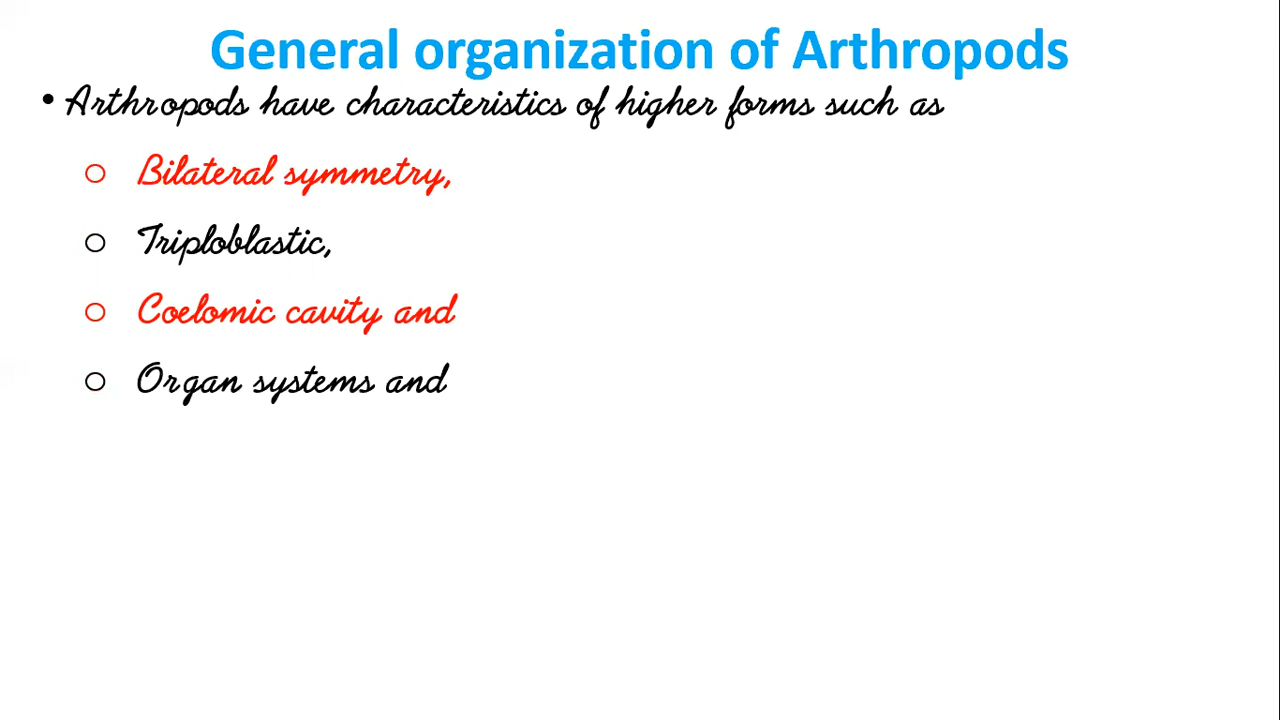 General organization of Arthropods
• Arthropods have characteristics of higher forms such as
○ Bilateral symmetry,
○ Triploblastic,
○ Coelomic cavity and
○ Organ systems and